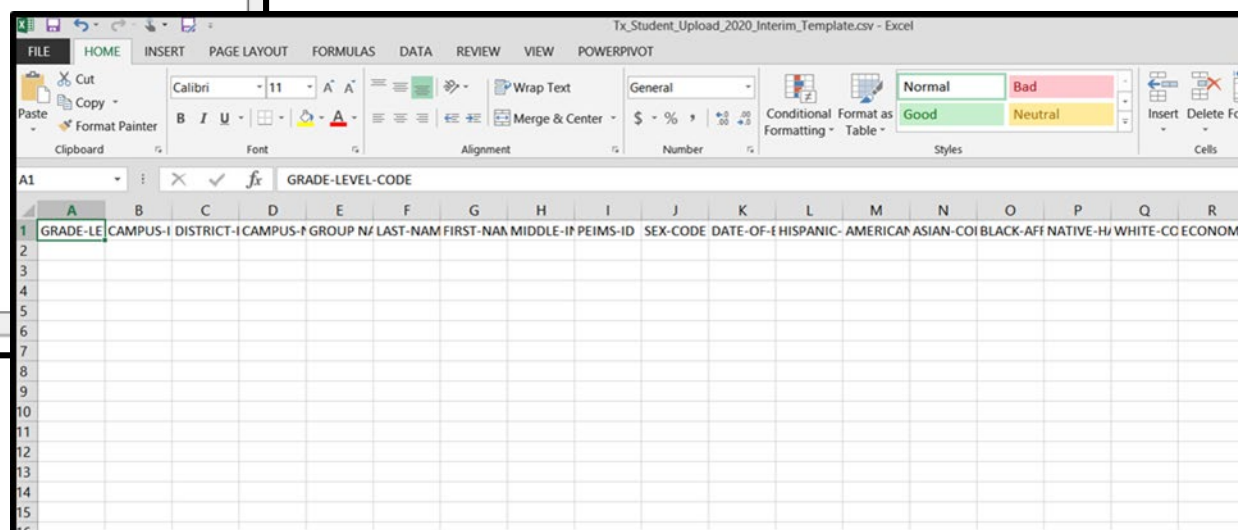 Tx_Student_Upload_2020_Interim_Template.csv - Excel
FILE HOME INSERT PAGE LAYOUT FORMULAS DATA REVIEW VIEW POWERPIVOT
Cut Calibri 11 Wrap Text General Normal Bad
Copy
Paste Format Painter B I U Merge & Center $ % Conditional Formatting Format as Table Good Neutral Insert Delete Fo
Clipboard Font Alignment Number Styles Cells
A1 fx GRADE-LEVEL-CODE
A B C D E F G H I J K L M N O P Q R
1 GRADE-LE CAMPUS-I DISTRICT-I CAMPUS-N GROUP NA LAST-NAM FIRST-NAM MIDDLE-IN PEIMS-ID SEX-CODE DATE-OF-B HISPANIC- AMERICAN ASIAN-COI BLACK-AFF NATIVE-HA WHITE-CO ECONOM
2
3
4
5
6
7
8
9
10
11
12
13
14
15
16